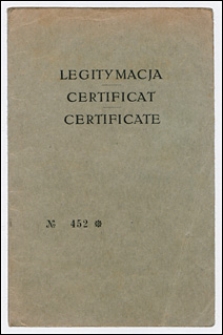 LEGITYMACJA
CERTIFICAT
CERTIFICATE
№ 452 ❋